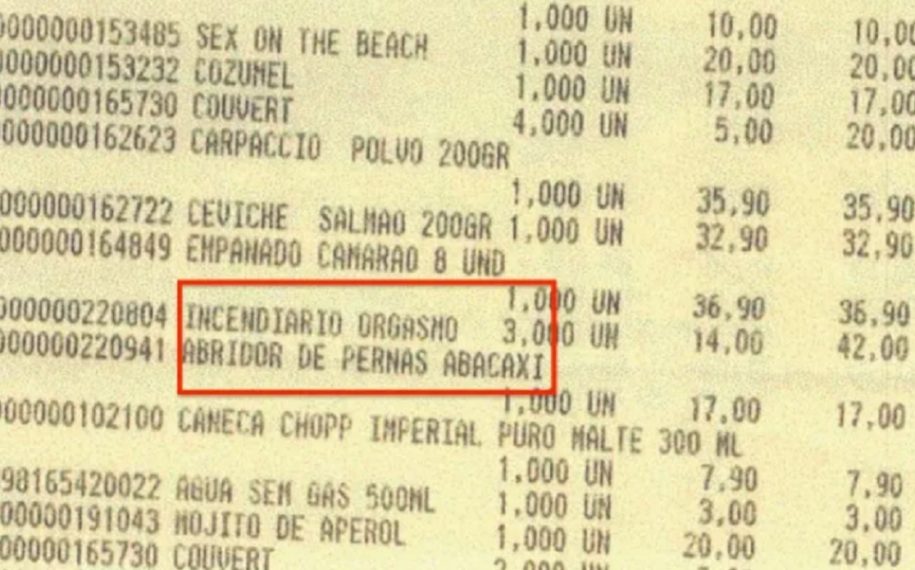 1,000 UN 10,00 10,00
0000000153485 SEX ON THE BEACH 1,000 UN 20,00 20,00
0000000153232 COZUMEL 1,000 UN 17,00 17,00
0000000165730 COUVERT 4,000 UN 5,00 20,00
000000162623 CARPACCIO POLVO 200GR
1,000 UN 35,90 35,90
000000162722 CEVICHE SALMAO 200GR 1,000 UN 32,90 32,90
000000164849 EMPANADO CAMARAO 8 UND
1,000 UN 36,90 36,90
000000220804 INCENDIARIO ORGASMO 3,000 UN 14,00 42,00
000000220941 ABRIDOR DE PERNAS ABACAXI
1,000 UN 17,00 17,00
000000102100 CANECA CHOPP IMPERIAL PURO MALTE 300 ML
1,000 UN 7,90 7,90
98165420022 AGUA SEM GAS 500ML 1,000 UN 3,00 3,00
00000191043 MOJITO DE APEROL 1,000 UN 20,00 20,00
00000165730 COUVERT